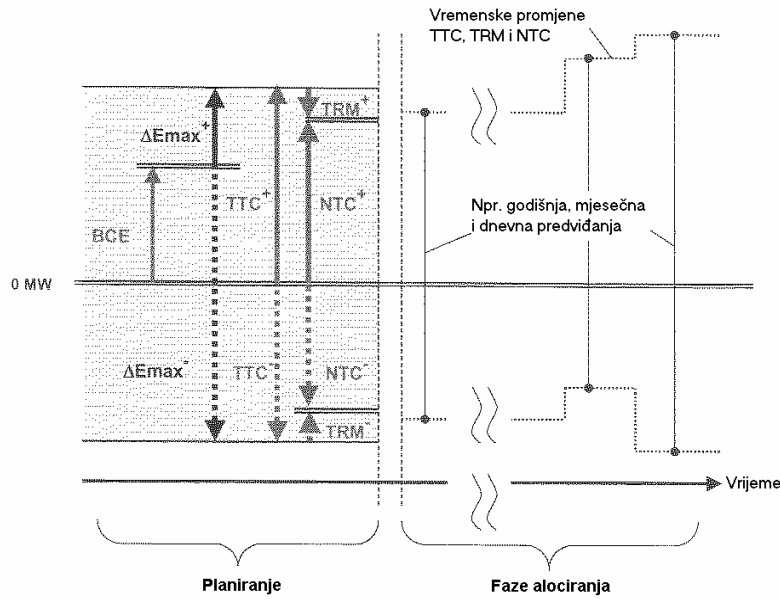 Vremenske promjene
TTC, TRM i NTC
TRM⁺
ΔEmax⁺
TTC⁺
NTC⁺
BCE
Npr. godišnja, mjesečna
i dnevna predviđanja
0 MW
ΔEmax⁻
TTC⁻
NTC⁻
TRM⁻
Vrijeme
Planiranje
Faze alociranja